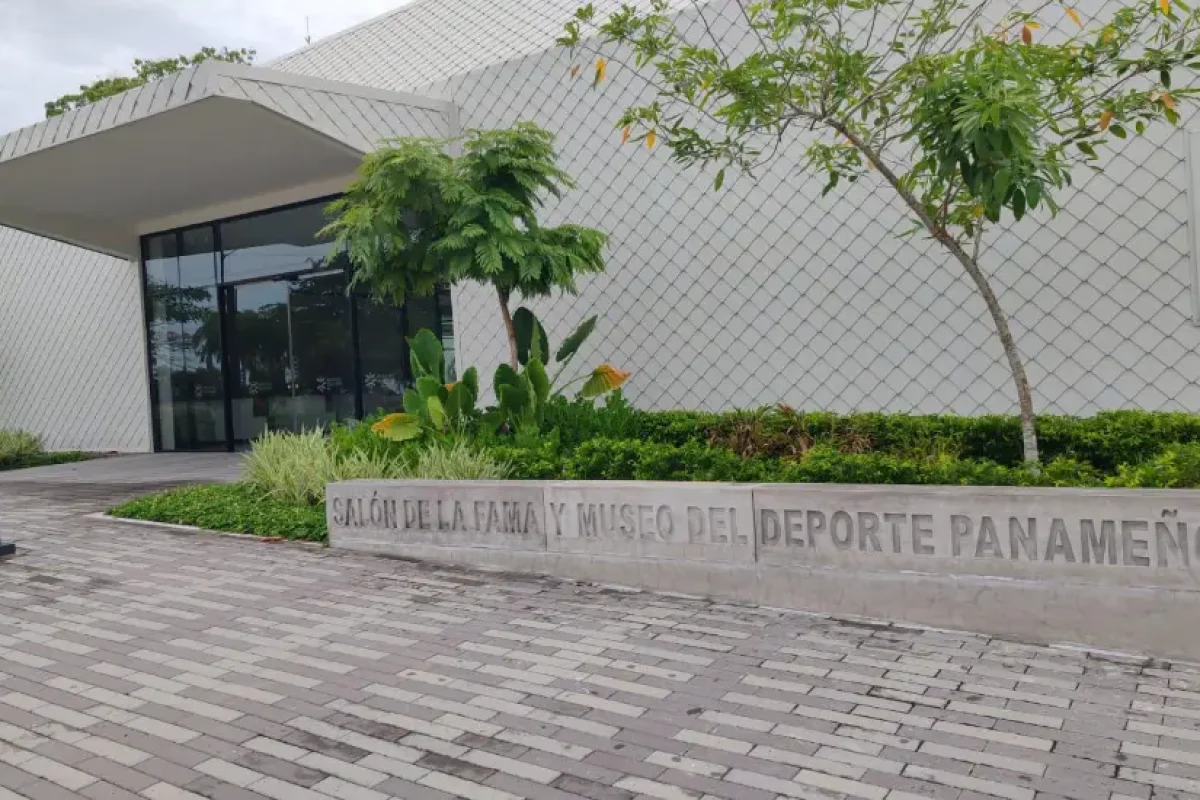 SALÓN DE LA FAMA Y MUSEO DEL DEPORTE PANAMEÑO